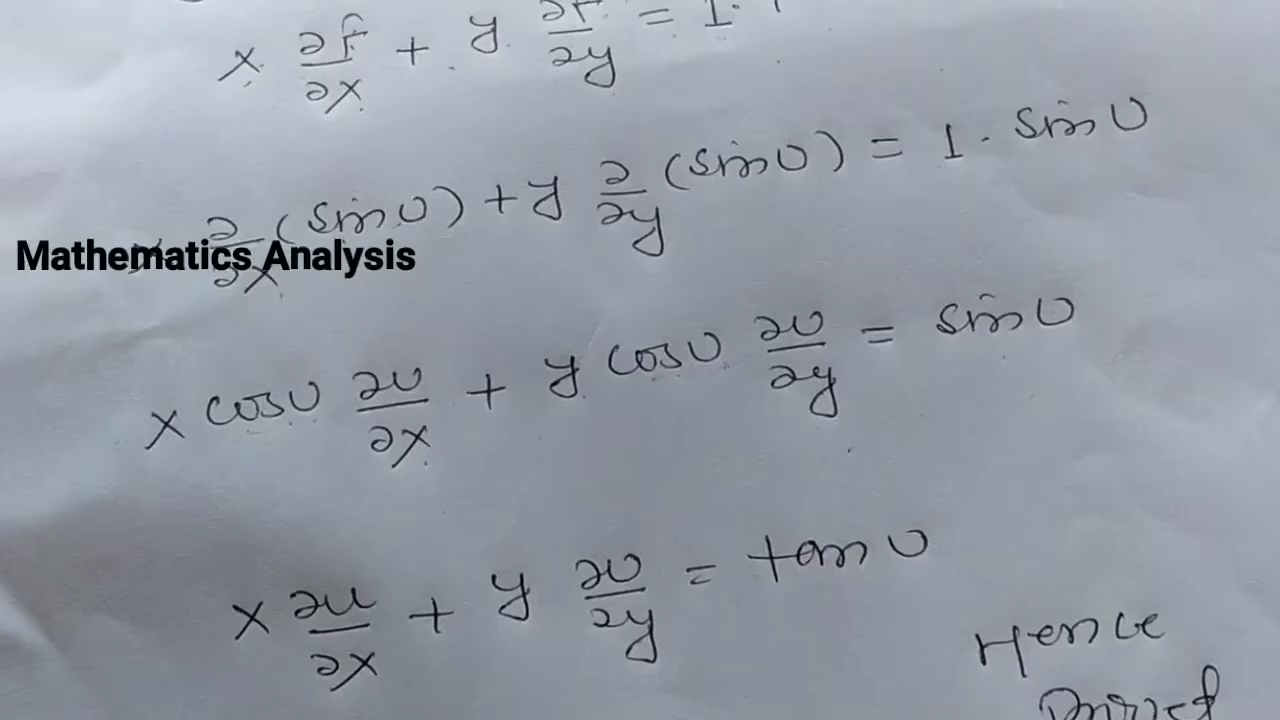 x ∂f/∂x + y ∂f/∂y = 1.
x ∂/∂x (sin U) + y ∂/∂y (sin U) = 1 . sin U
Mathematics Analysis
x cos U ∂U/∂x + y cos U ∂U/∂y = sin U
x ∂u/∂x + y ∂U/∂y = tan U
Hence